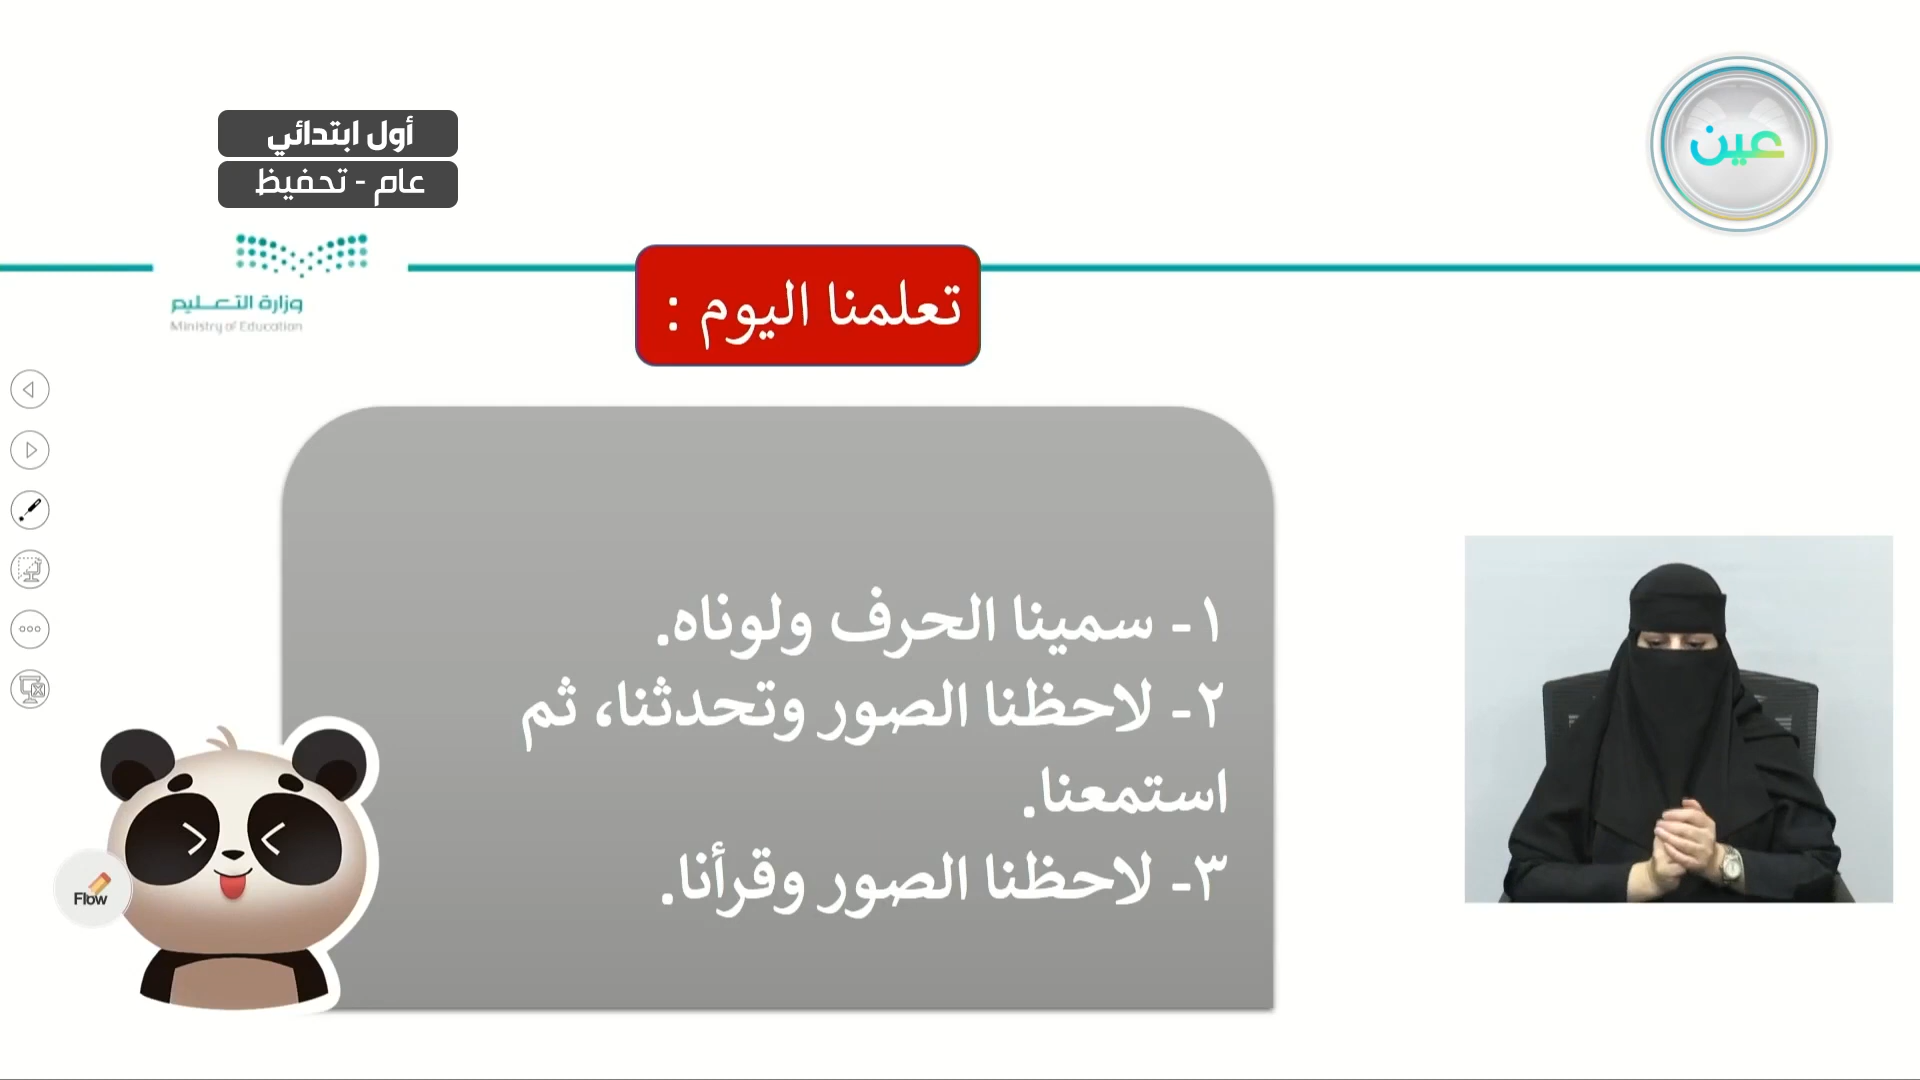 عين
أول ابتدائي
عام - تحفيظ
وزارة التعليم
Ministry of Education
تعلمنا اليوم :
١- سمينا الحرف ولوناه.
٢- لاحظنا الصور وتحدثنا، ثم
استمعنا.
٣- لاحظنا الصور وقرأنا.
Flow